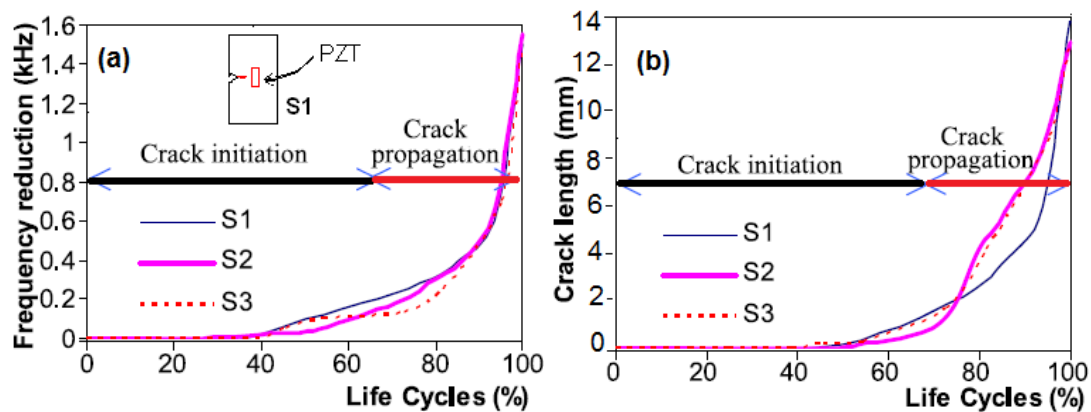 (a)
Frequency reduction (kHz)
1.6
1.4
1.2
1
0.8
0.6
0.4
0.2
0
PZT
S1
Crack initiation
Crack
propagation
S1
S2
S3
0 20 40 60 80 100
Life Cycles (%)
(b)
Crack length (mm)
14
12
10
8
6
4
2
0
Crack initiation
Crack
propagation
S1
S2
S3
0 20 40 60 80 100
Life Cycles (%)